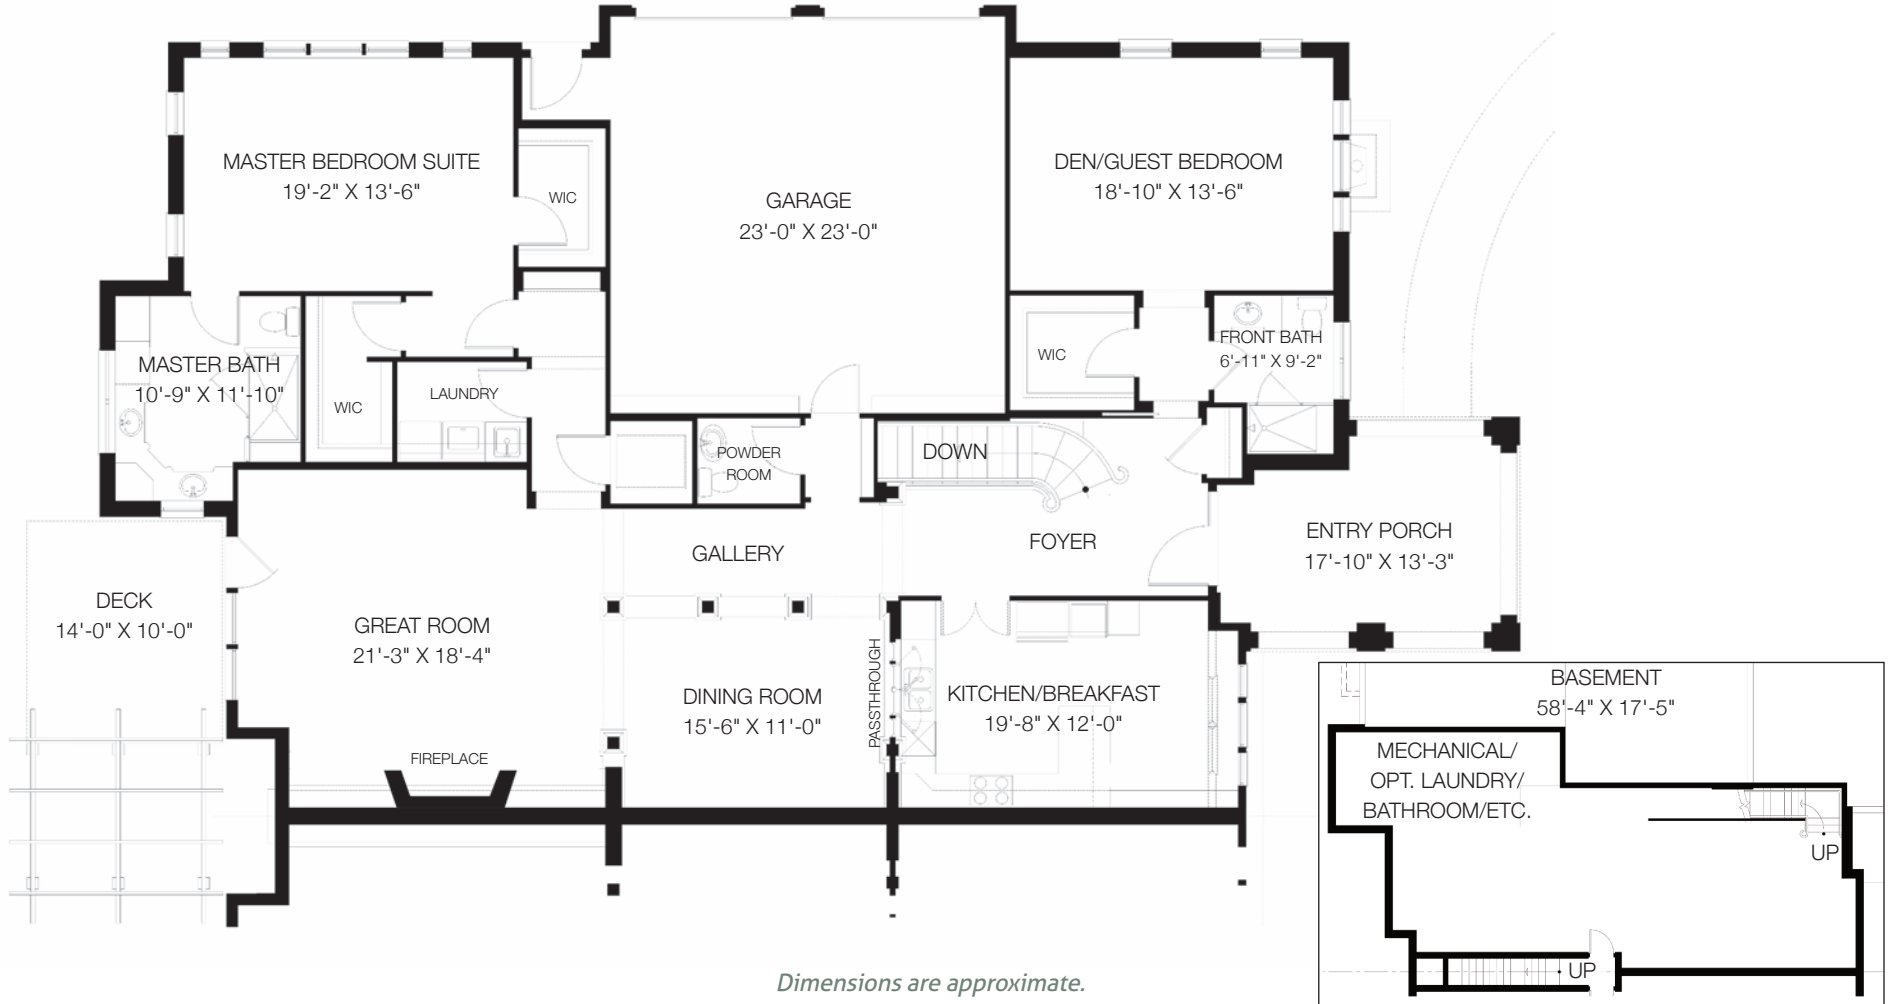 MASTER BEDROOM SUITE
19'-2" X 13'-6"
WIC
GARAGE
23'-0" X 23'-0"
DEN/GUEST BEDROOM
18'-10" X 13'-6"
MASTER BATH
10'-9" X 11'-10"
WIC
LAUNDRY
WIC
FRONT BATH
6'-11" X 9'-2"
POWDER
ROOM
DOWN
GALLERY
FOYER
ENTRY PORCH
17'-10" X 13'-3"
DECK
14'-0" X 10'-0"
GREAT ROOM
21'-3" X 18'-4"
FIREPLACE
DINING ROOM
15'-6" X 11'-0"
PASSTHROUGH
KITCHEN/BREAKFAST
19'-8" X 12'-0"
BASEMENT
58'-4" X 17'-5"
MECHANICAL/
OPT. LAUNDRY/
BATHROOM/ETC.
UP
UP
Dimensions are approximate.